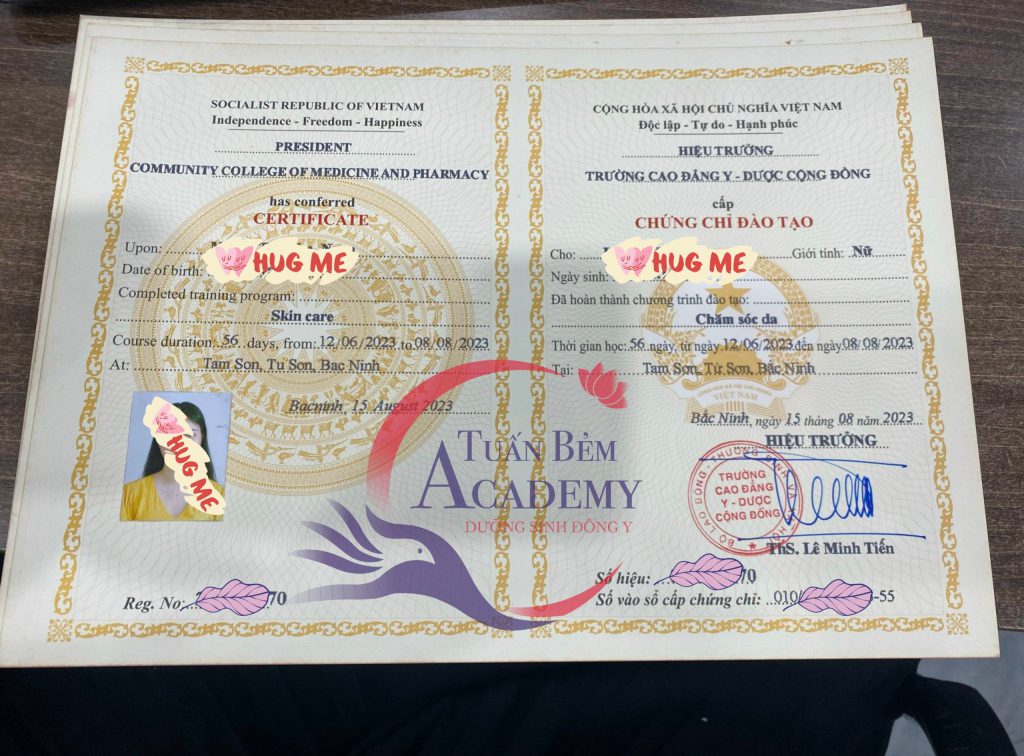 SOCIALIST REPUBLIC OF VIETNAM
Independence - Freedom - Happiness
PRESIDENT
COMMUNITY COLLEGE OF MEDICINE AND PHARMACY
has conferred
CERTIFICATE
Upon:
HUG ME
Date of birth:
Completed training program:
Skin care
Course duration: 56 days, from: 12/06/2023 to 08/08/2023
At: Tam Son, Tu Son, Bac Ninh
Bacninh, 15 August 2023
HUG ME
Reg. No: 70
CỘNG HÒA XÃ HỘI CHỦ NGHĨA VIỆT NAM
Độc lập - Tự do - Hạnh phúc
HIỆU TRƯỞNG
TRƯỜNG CAO ĐẲNG Y - DƯỢC CỘNG ĐỒNG
cấp
CHỨNG CHỈ ĐÀO TẠO
Cho: Giới tính: Nữ
HUG ME
Ngày sinh:
Đã hoàn thành chương trình đào tạo:
Chăm sóc da
Thời gian học: 56 ngày, từ ngày 12/06/2023 đến ngày 08/08/2023
Tại: Tam Sơn, Từ Sơn, Bắc Ninh
VIỆT NAM
Bắc Ninh, ngày 15 tháng 08 năm 2023
HIỆU TRƯỞNG
TRƯỜNG
CAO ĐẲNG
Y - DƯỢC
CỘNG ĐỒNG
ThS. Lê Minh Tiến
Số hiệu: 70
Số vào sổ cấp chứng chỉ: 010/ -55
TUẤN BẺM
ACADEMY
DƯỠNG SINH ĐÔNG Y